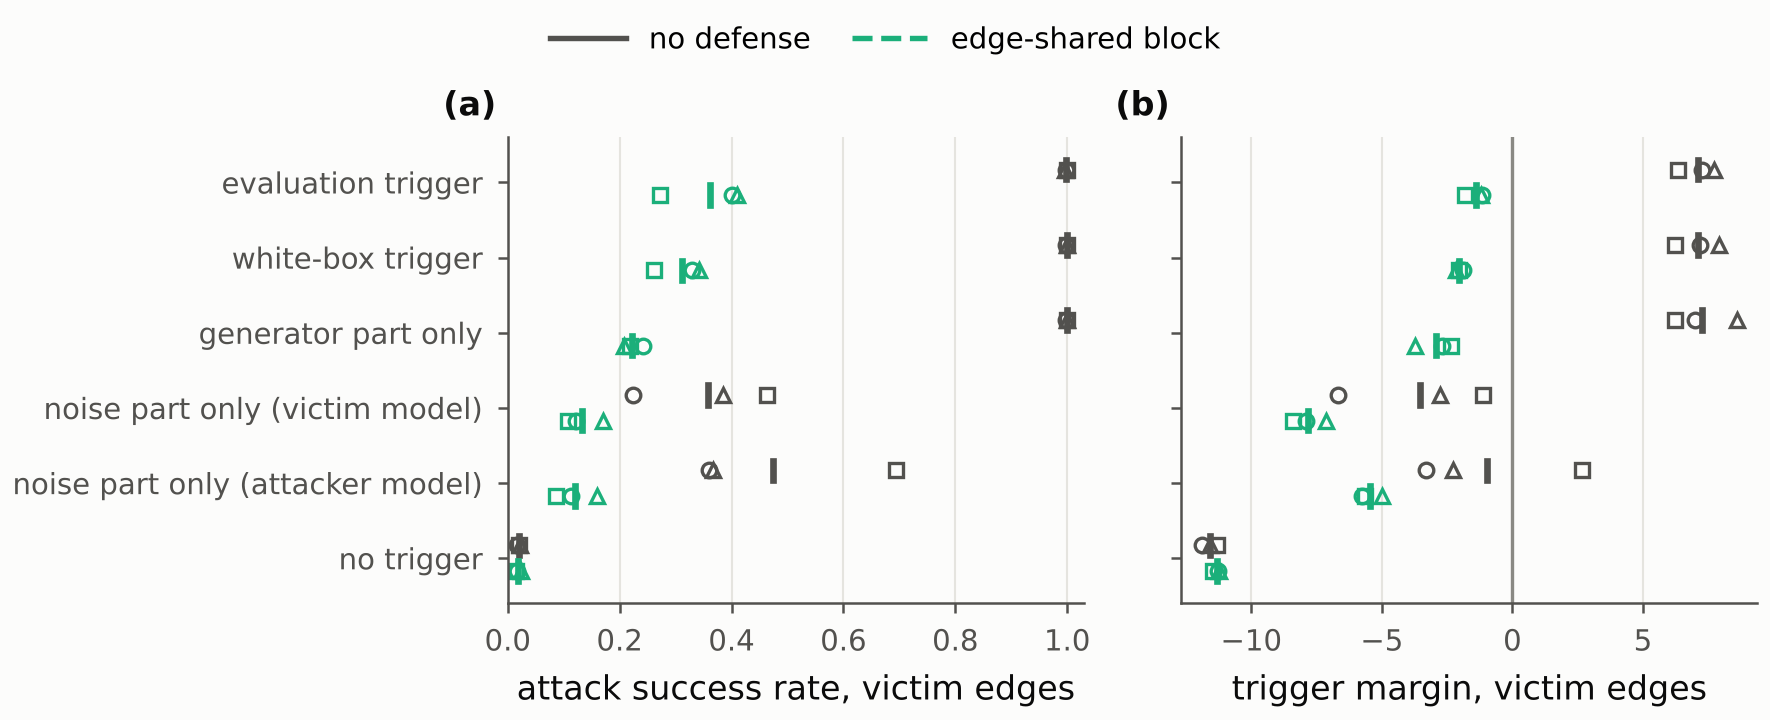 no defense edge-shared block
(a) (b)
evaluation trigger
white-box trigger
generator part only
noise part only (victim model)
noise part only (attacker model)
no trigger
0.0 0.2 0.4 0.6 0.8 1.0 −10 −5 0 5
attack success rate, victim edges trigger margin, victim edges